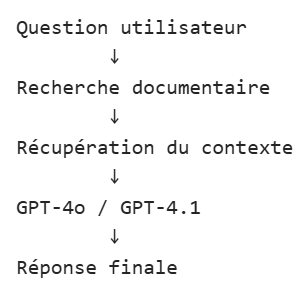 Question utilisateur
↓
Recherche documentaire
↓
Récupération du contexte
↓
GPT-4o / GPT-4.1
↓
Réponse finale